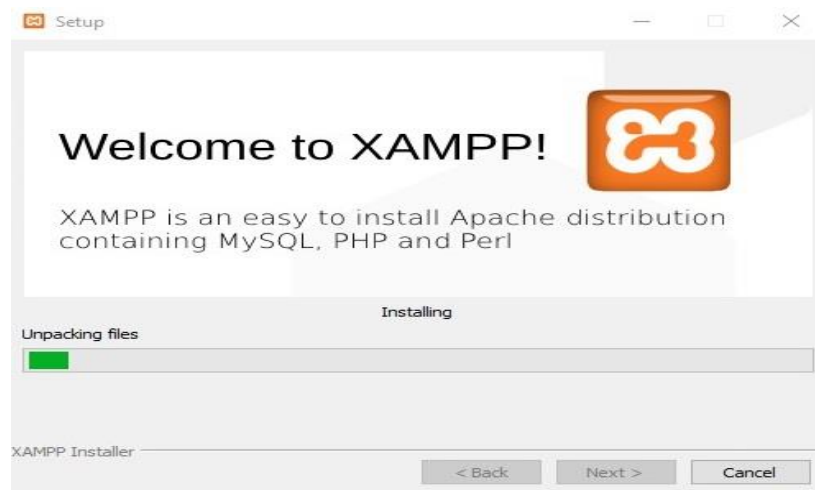 Setup
Welcome to XAMPP!
XAMPP is an easy to install Apache distribution
containing MySQL, PHP and Perl
Installing
Unpacking files
XAMPP Installer
< Back
Next >
Cancel